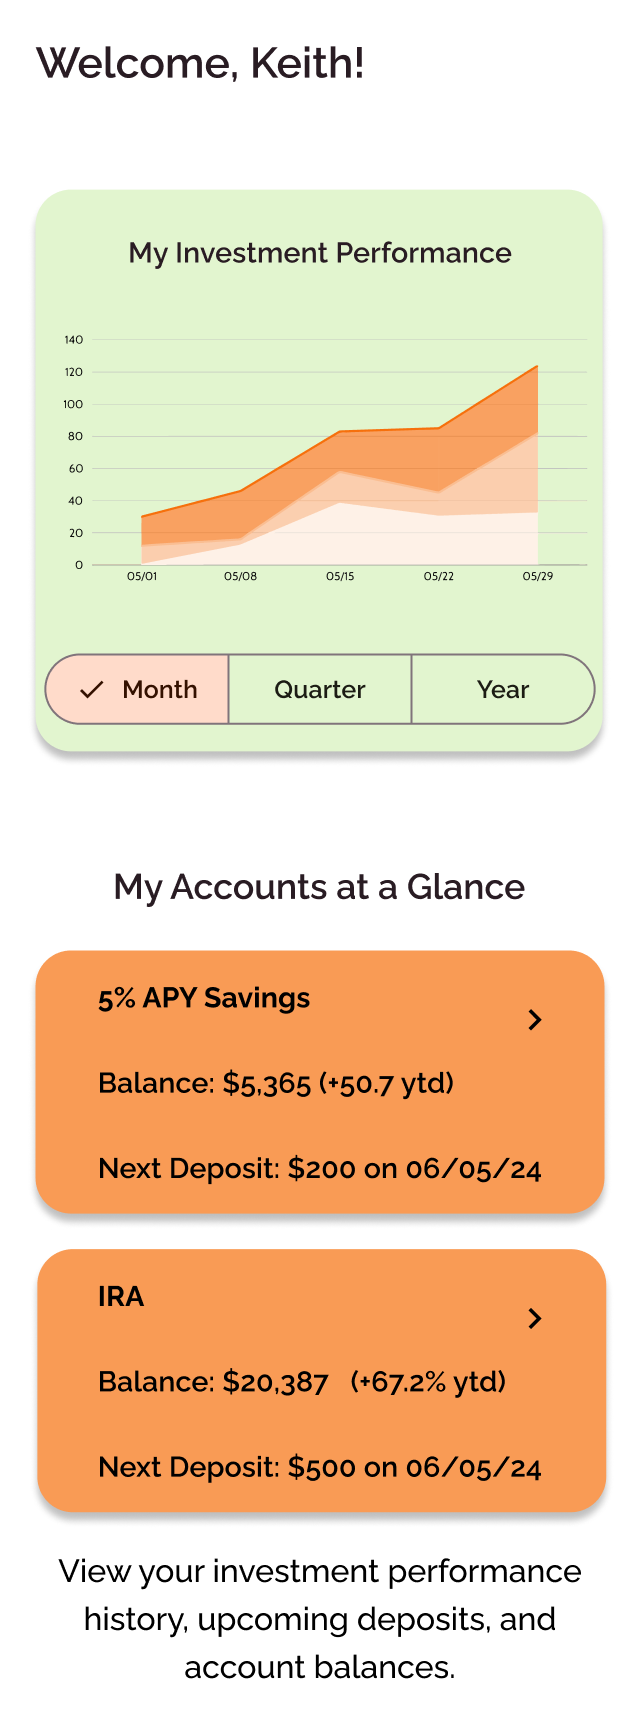 Welcome, Keith!
My Investment Performance
140
120
100
80
60
40
20
0
05/01 05/08 05/15 05/22 05/29
Month Quarter Year
My Accounts at a Glance
5% APY Savings
Balance: $5,365 (+50.7 ytd)
Next Deposit: $200 on 06/05/24
IRA
Balance: $20,387 (+67.2% ytd)
Next Deposit: $500 on 06/05/24
View your investment performance
history, upcoming deposits, and
account balances.